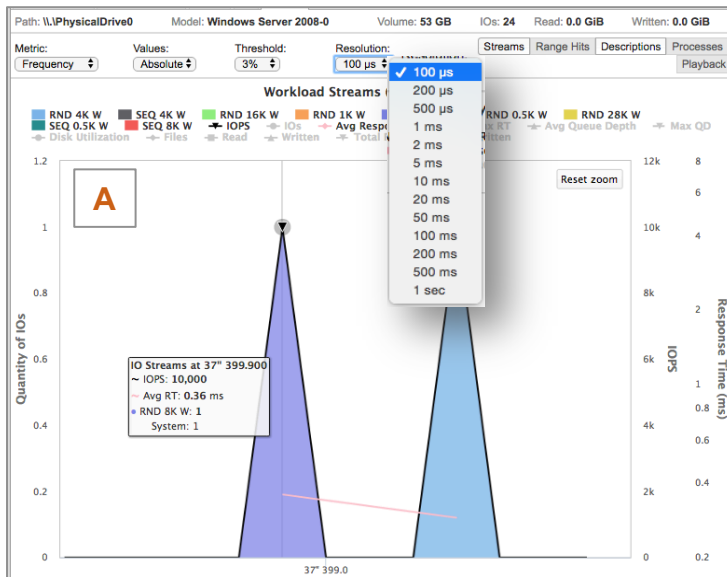 Path: \\.\PhysicalDrive0 Model: Windows Server 2008-0 Volume: 53 GB IOs: 24 Read: 0.0 GiB Written: 0.0 GiB
Metric: Values: Threshold: Resolution: Streams Range Hits Descriptions Processes
Frequency Absolute 3% 100 µs Playback
✓ 100 µs
200 µs
500 µs
1 ms
2 ms
5 ms
10 ms
20 ms
50 ms
100 ms
200 ms
500 ms
1 sec
Workload Streams (
RND 4K W SEQ 4K W RND 16K W RND 1K W RND 0.5K W RND 28K W
SEQ 0.5K W SEQ 8K W IOPS IOs Avg Respo RT Avg Queue Depth Max QD
Disk Utilization Files Read Written Total
A
Reset zoom
1.2 12k 8
6
1 10k 4
0.8 8k
2
0.6 6k
1
0.8
0.4 4k 0.6
0.4
0.2 2k
0 0 0.2
Quantity of IOs
IOPS
Response Time (ms)
IO Streams at 37" 399.900
~ IOPS: 10,000
Avg RT: 0.36 ms
• RND 8K W: 1
System: 1
37" 399.0